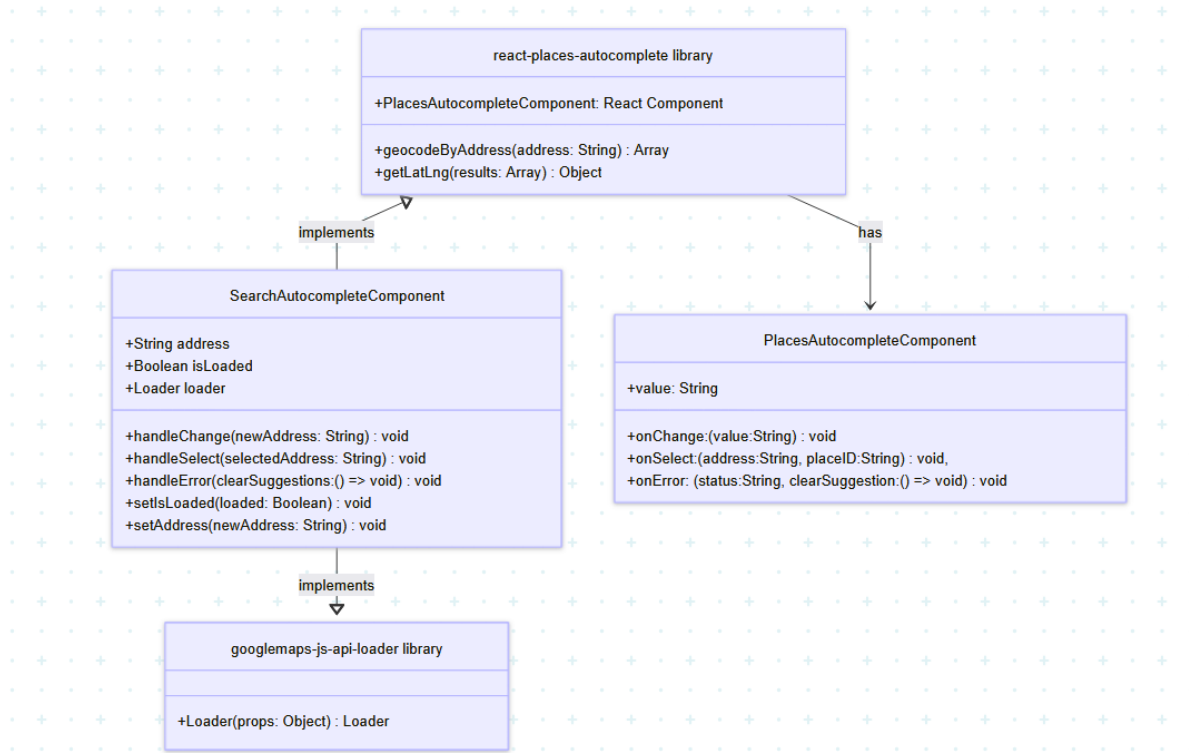 react-places-autocomplete library
+PlacesAutocompleteComponent: React Component
+geocodeByAddress(address: String) : Array
+getLatLng(results: Array) : Object
implements
has
SearchAutocompleteComponent
+String address
+Boolean isLoaded
+Loader loader
+handleChange(newAddress: String) : void
+handleSelect(selectedAddress: String) : void
+handleError(clearSuggestions:() => void) : void
+setIsLoaded(loaded: Boolean) : void
+setAddress(newAddress: String) : void
PlacesAutocompleteComponent
+value: String
+onChange:(value:String) : void
+onSelect:(address:String, placeID:String) : void,
+onError: (status:String, clearSuggestion:() => void) : void
implements
googlemaps-js-api-loader library
+Loader(props: Object) : Loader